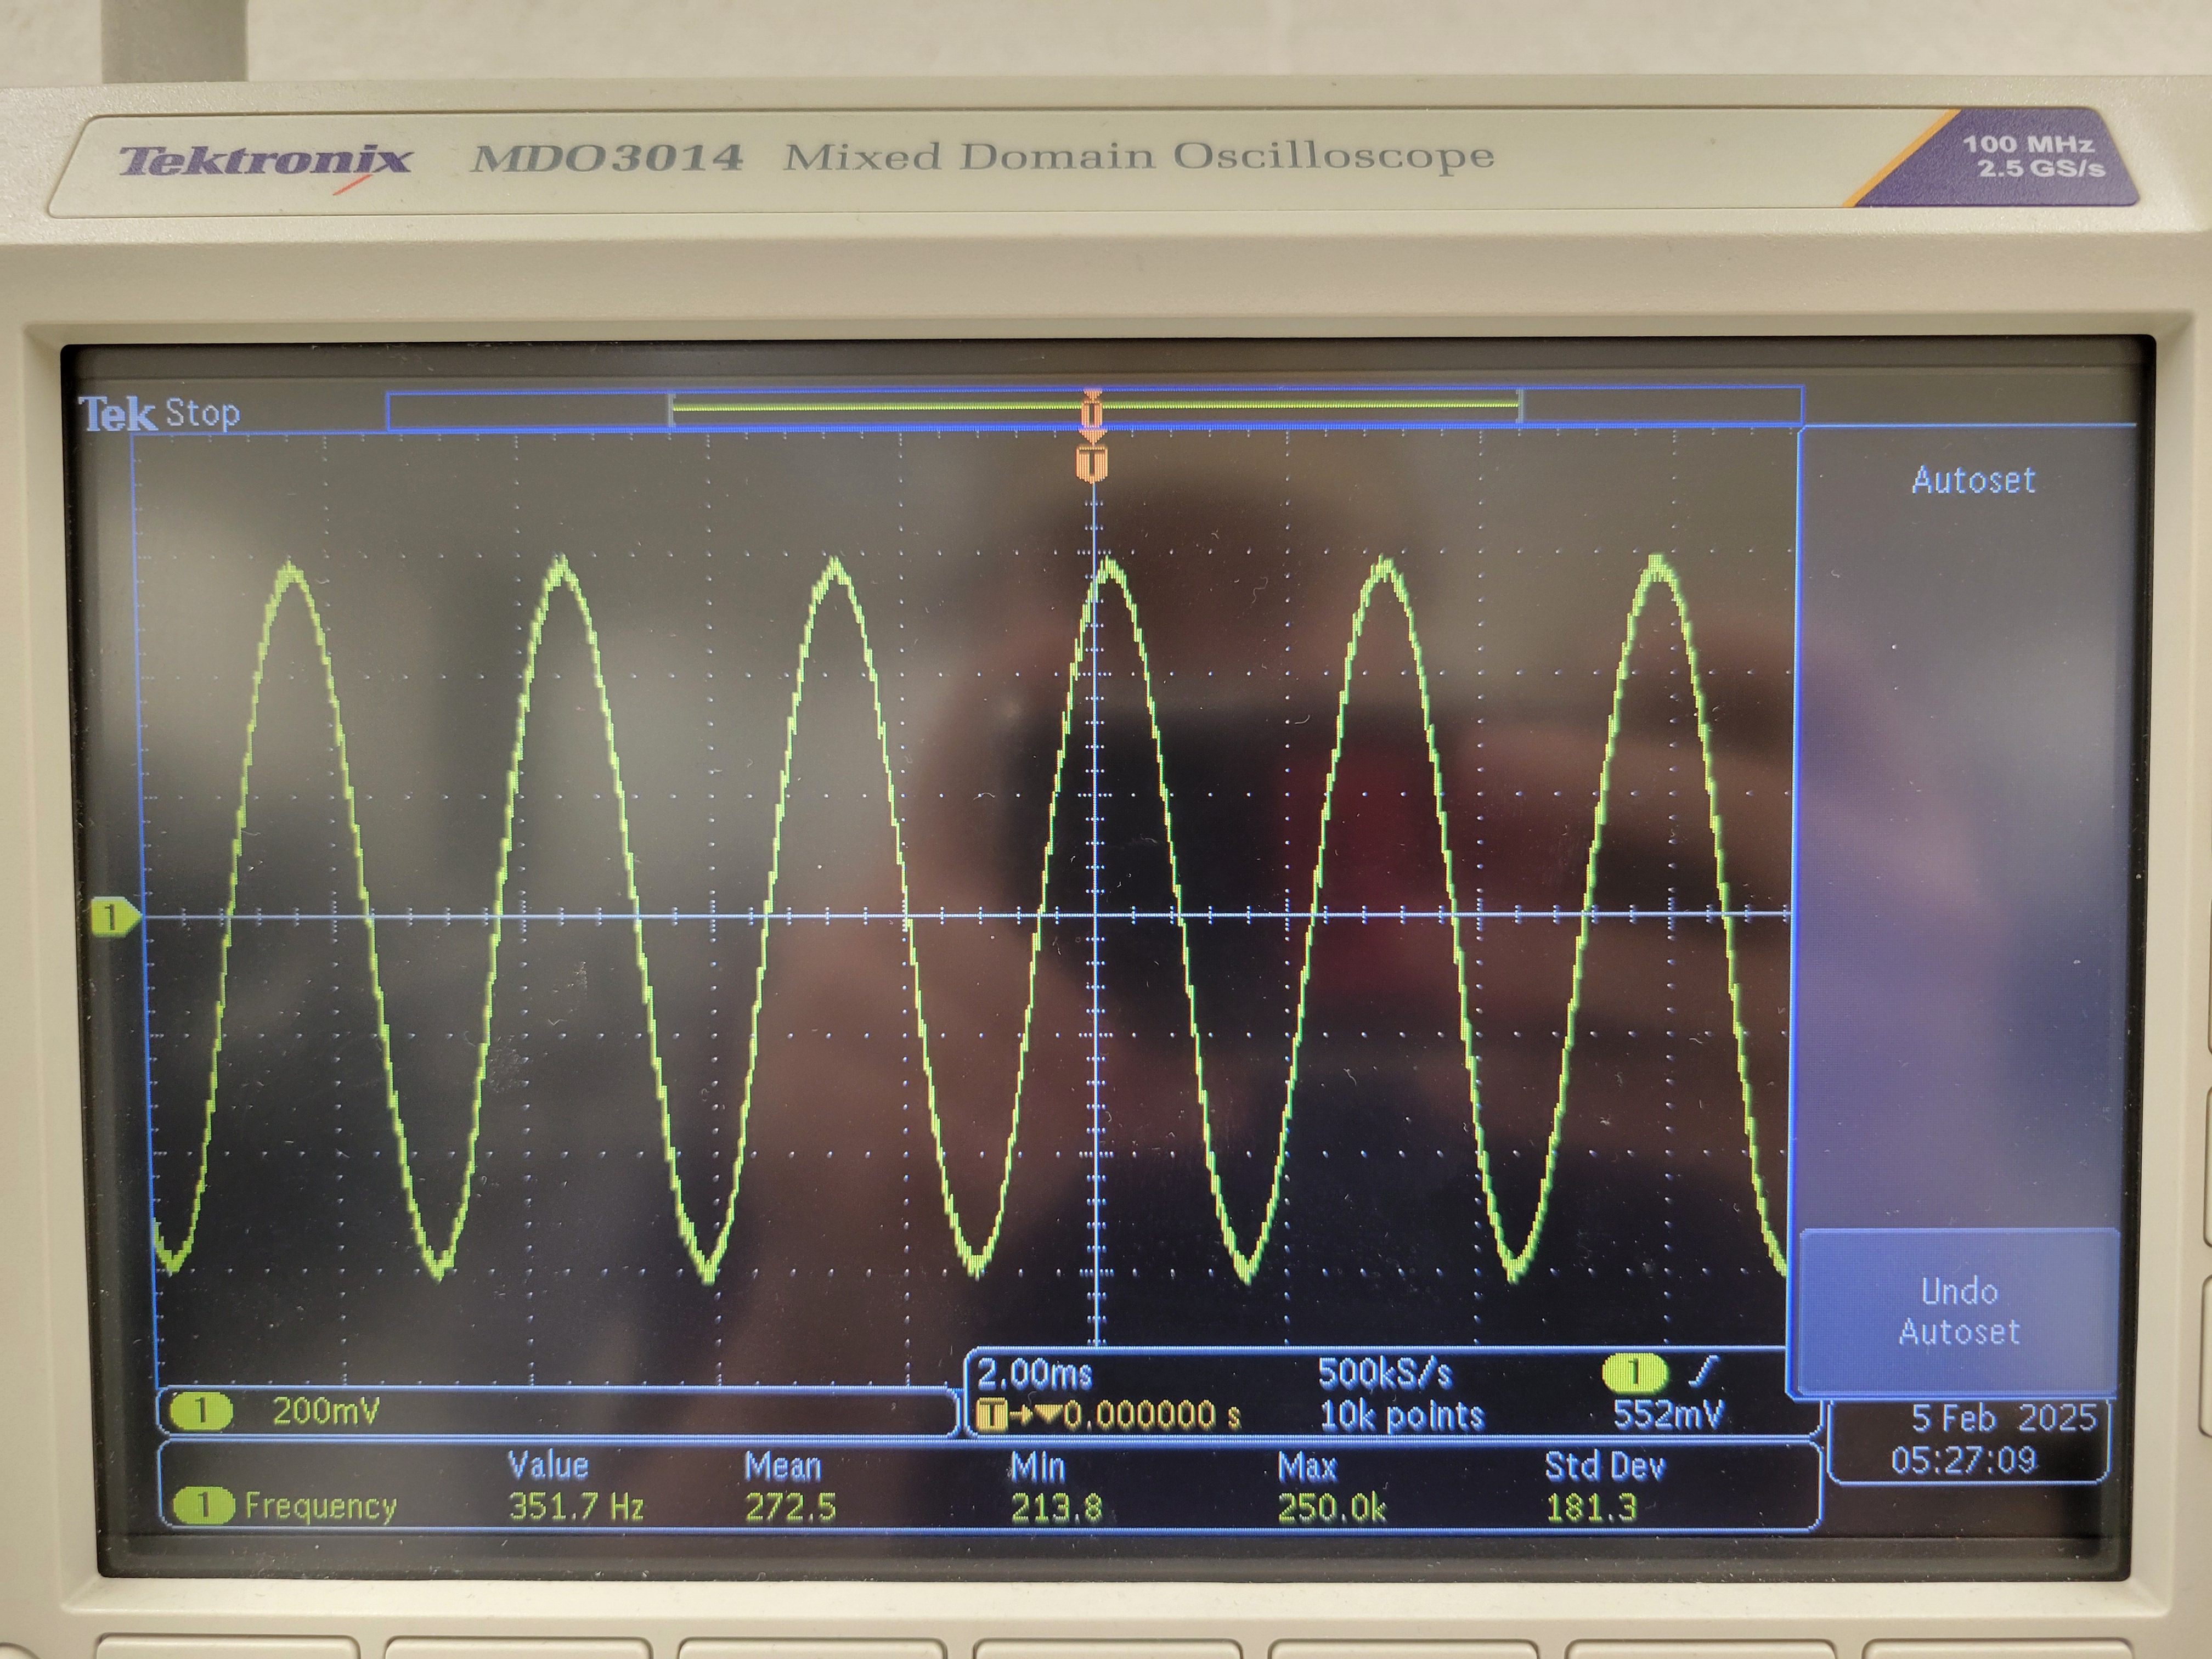 Tektronix MDO3014 Mixed Domain Oscilloscope
100 MHz
2.5 GS/s
Tek Stop
T
T
Autoset
1
Undo
Autoset
1 200mV
2.00ms 500kS/s 1
T→▼0.000000 s 10k points 552mV
Value Mean Min Max Std Dev
1 Frequency 351.7 Hz 272.5 213.8 250.0k 181.3
5 Feb 2025
05:27:09